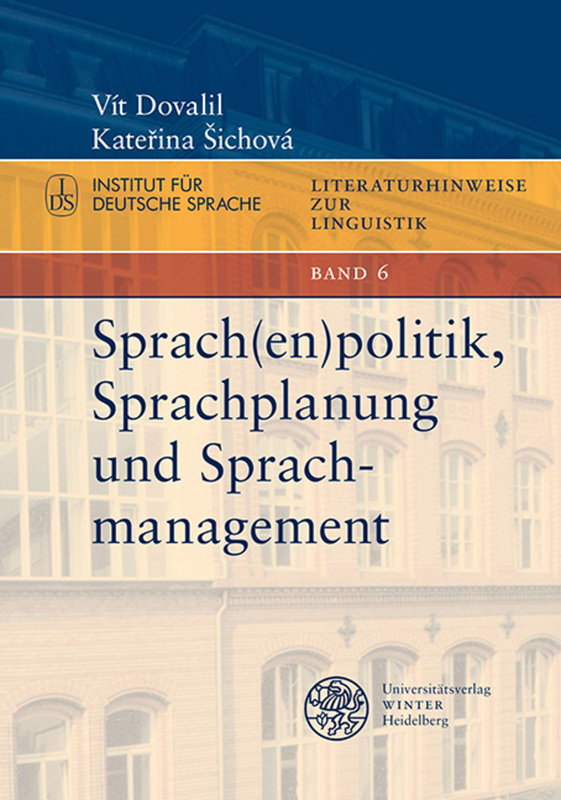 Vít Dovalil
Kateřina Šichová
IDS
INSTITUT FÜR
DEUTSCHE SPRACHE
LITERATURHINWEISE
ZUR
LINGUISTIK
BAND 6
Sprach(en)politik,
Sprachplanung
und Sprach-
management
Universitätsverlag
WINTER
Heidelberg